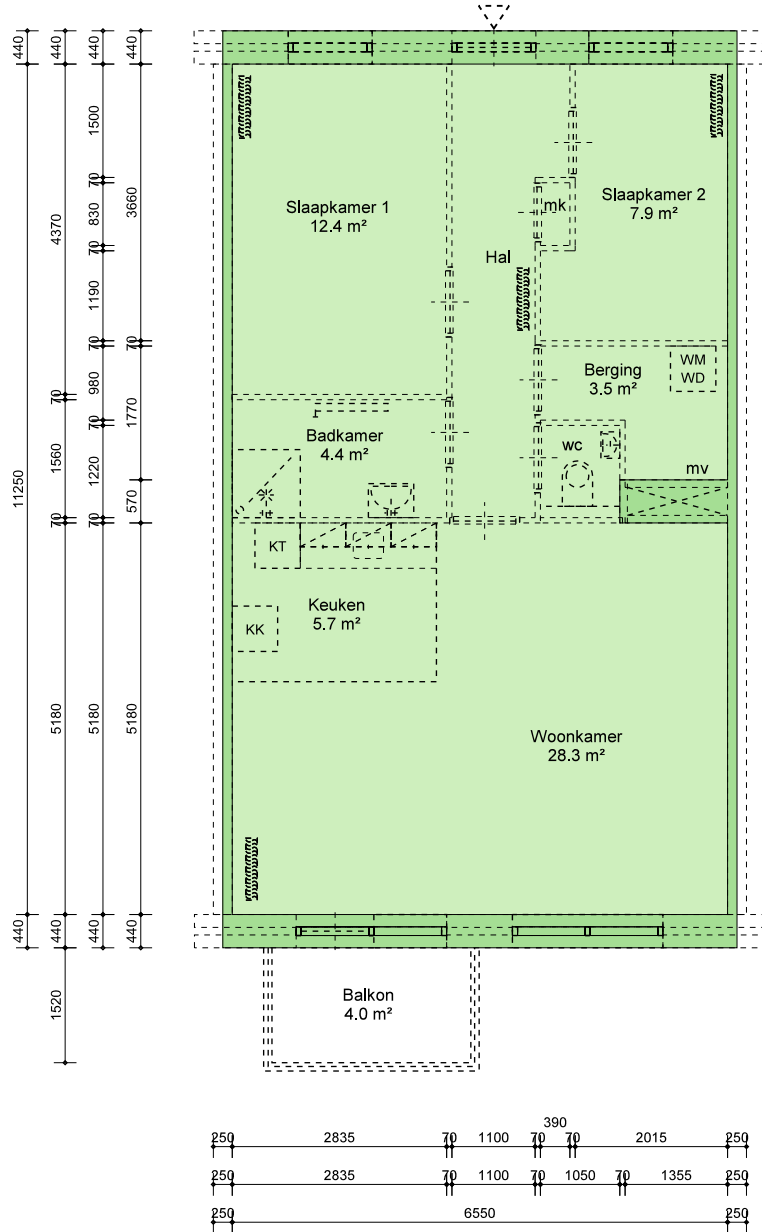 440
440
440
440
1500
70
830
70
1190
70
980
70
1220
70
5180
440
3660
70
1770
570
5180
440
4370
70
1560
70
5180
440
1520
11250
440
Slaapkamer 1
12.4 m²
mk
Slaapkamer 2
7.9 m²
Hal
Berging
3.5 m²
WM
WD
Badkamer
4.4 m²
wc
mv
KT
Keuken
5.7 m²
KK
Woonkamer
28.3 m²
Balkon
4.0 m²
390
250 2835 70 1100 70 70 2015 250
250 2835 70 1100 70 1050 70 1355 250
250 6550 250